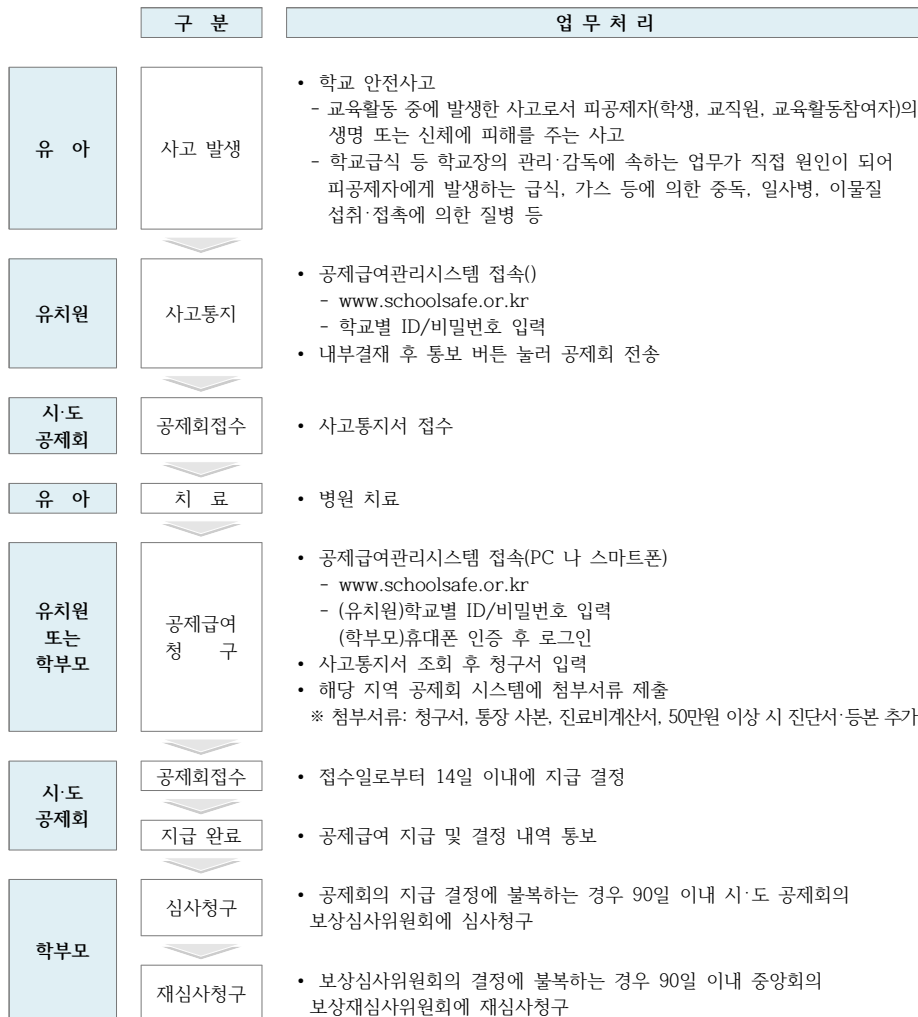 구 분
업 무 처 리
유 아
사고 발생
• 학교 안전사고
- 교육활동 중에 발생한 사고로서 피공제자(학생, 교직원, 교육활동참여자)의
생명 또는 신체에 피해를 주는 사고
- 학교급식 등 학교장의 관리·감독에 속하는 업무가 직접 원인이 되어
피공제자에게 발생하는 급식, 가스 등에 의한 중독, 일사병, 이물질
섭취·접촉에 의한 질병 등
유치원
사고통지
• 공제급여관리시스템 접속()
- www.schoolsafe.or.kr
- 학교별 ID/비밀번호 입력
• 내부결재 후 통보 버튼 눌러 공제회 전송
시·도
공제회
공제회접수
• 사고통지서 접수
유 아
치 료
• 병원 치료
유치원
또는
학부모
공제급여
청 구
• 공제급여관리시스템 접속(PC 나 스마트폰)
- www.schoolsafe.or.kr
- (유치원)학교별 ID/비밀번호 입력
(학부모)휴대폰 인증 후 로그인
• 사고통지서 조회 후 청구서 입력
• 해당 지역 공제회 시스템에 첨부서류 제출
※ 첨부서류: 청구서, 통장 사본, 진료비계산서, 50만원 이상 시 진단서·등본 추가
시·도
공제회
공제회접수
• 접수일로부터 14일 이내에 지급 결정
지급 완료
• 공제급여 지급 및 결정 내역 통보
학부모
심사청구
• 공제회의 지급 결정에 불복하는 경우 90일 이내 시·도 공제회의
보상심사위원회에 심사청구
재심사청구
• 보상심사위원회의 결정에 불복하는 경우 90일 이내 중앙회의
보상재심사위원회에 재심사청구